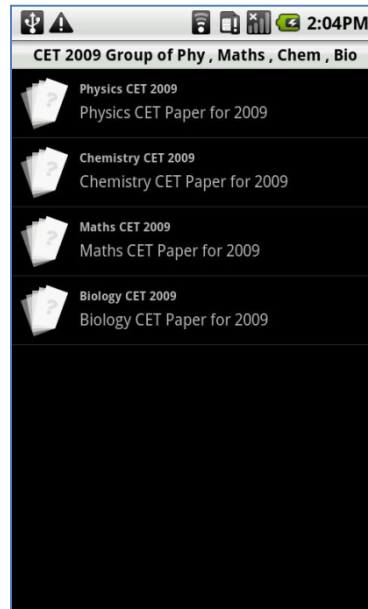 2:04PM
CET 2009 Group of Phy , Maths , Chem , Bio
Physics CET 2009
Physics CET Paper for 2009
Chemistry CET 2009
Chemistry CET Paper for 2009
Maths CET 2009
Maths CET Paper for 2009
Biology CET 2009
Biology CET Paper for 2009